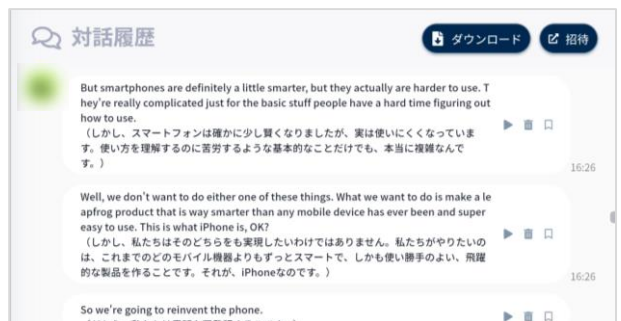 対話履歴
ダウンロード
招待
But smartphones are definitely a little smarter, but they actually are harder to use. T
hey're really complicated just for the basic stuff people have a hard time figuring out
how to use.
（しかし、スマートフォンは確かに少し賢くなりましたが、実は使いにくくなっていま
す。使い方を理解するのに苦労するような基本的なことだけでも、本当に複雑なんで
す。）
16:26
Well, we don't want to do either one of these things. What we want to do is make a le
apfrog product that is way smarter than any mobile device has ever been and super
easy to use. This is what iPhone is, OK?
（しかし、私たちはそのどちらをも実現したいわけではありません。私たちがやりたいの
は、これまでのどのモバイル機器よりもずっとスマートで、しかも使い勝手のよい、飛躍
的な製品を作ることです。それが、iPhoneなのです。）
16:26
So we're going to reinvent the phone.